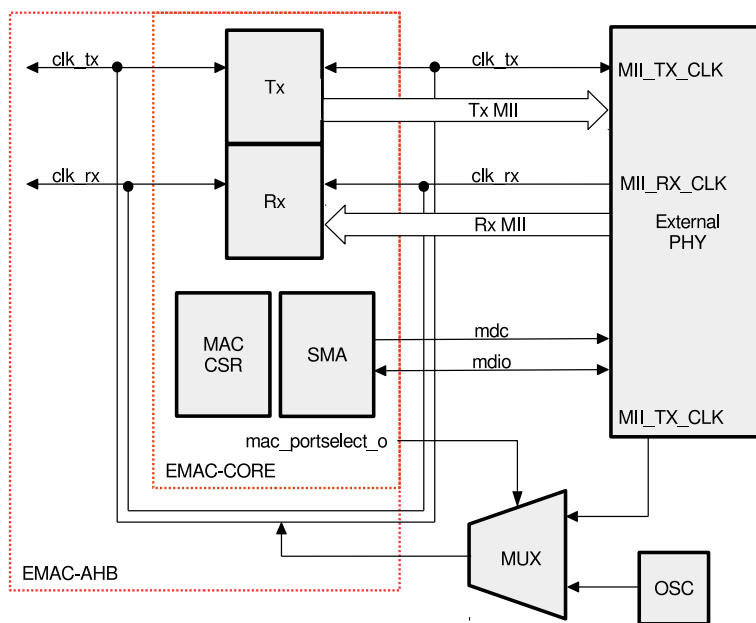 clk_tx
clk_tx
Tx
MII_TX_CLK
Tx MII
clk_rx
clk_rx
MII_RX_CLK
Rx
Rx MII
External
PHY
MAC
CSR
SMA
mdc
mdio
MII_TX_CLK
mac_portselect_o
EMAC-CORE
MUX
EMAC-AHB
OSC